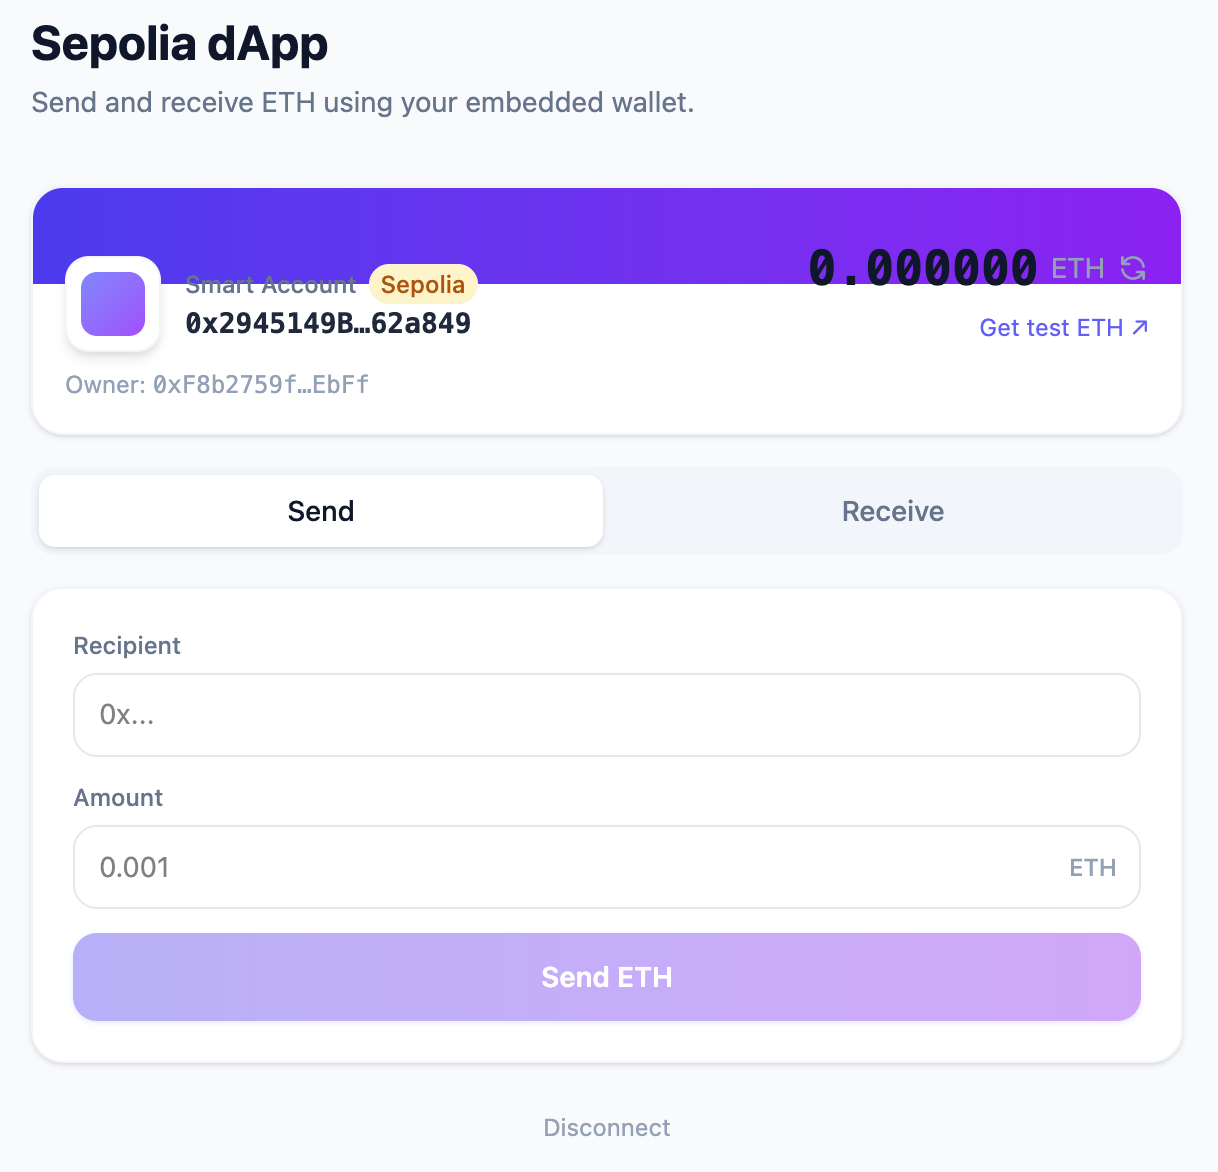 Sepolia dApp
Send and receive ETH using your embedded wallet.
Smart Account Sepolia
0x2945149B…62a849
0.000000 ETH
Get test ETH ↗
Owner: 0xF8b2759f…EbFf
Send Receive
Recipient
0x...
Amount
0.001 ETH
Send ETH
Disconnect